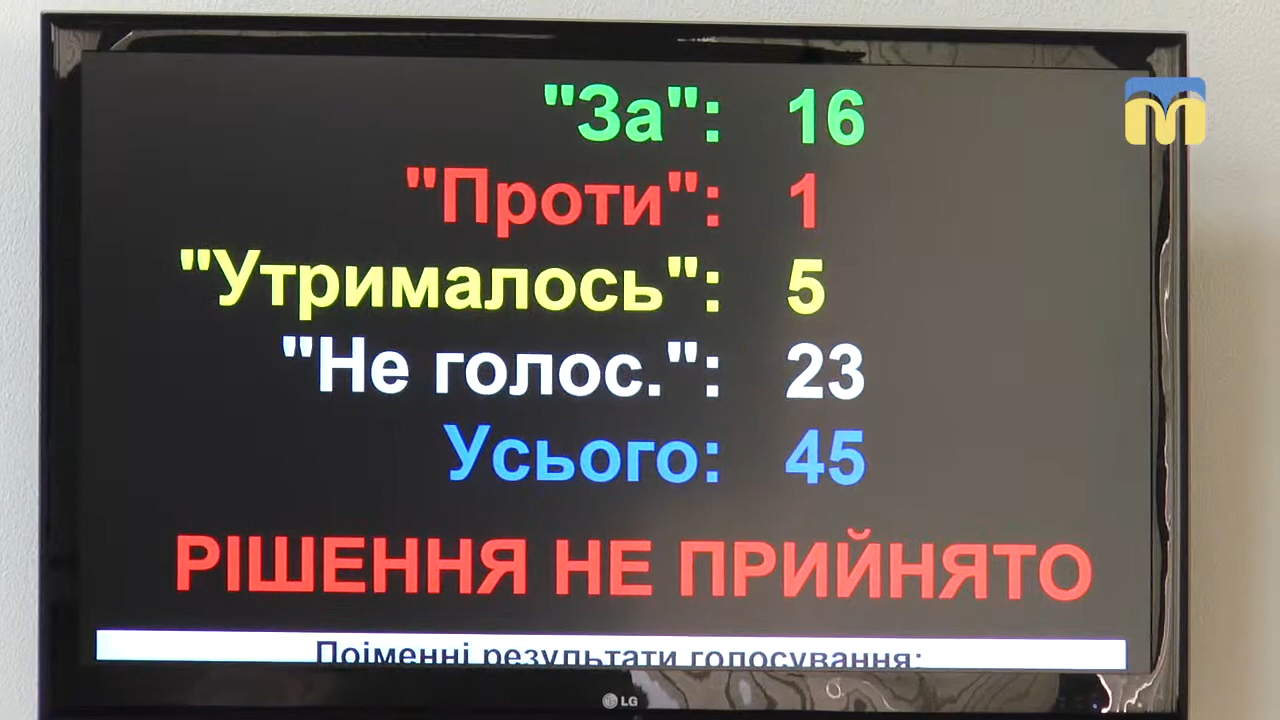 "За": 16
"Проти": 1
"Утрималось": 5
"Не голос.": 23
Усього: 45
РІШЕННЯ НЕ ПРИЙНЯТО
Поіменні результати голосування:
LG